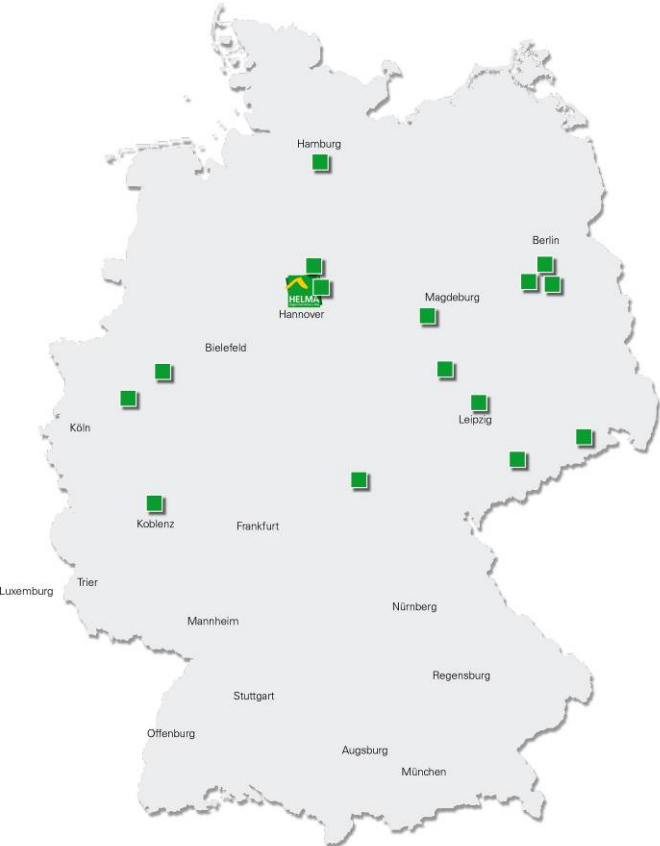 Hamburg
Berlin
HELMA
Magdeburg
Hannover
Bielefeld
Leipzig
Köln
Koblenz
Frankfurt
Trier
Luxemburg
Nürnberg
Mannheim
Regensburg
Stuttgart
Offenburg
Augsburg
München